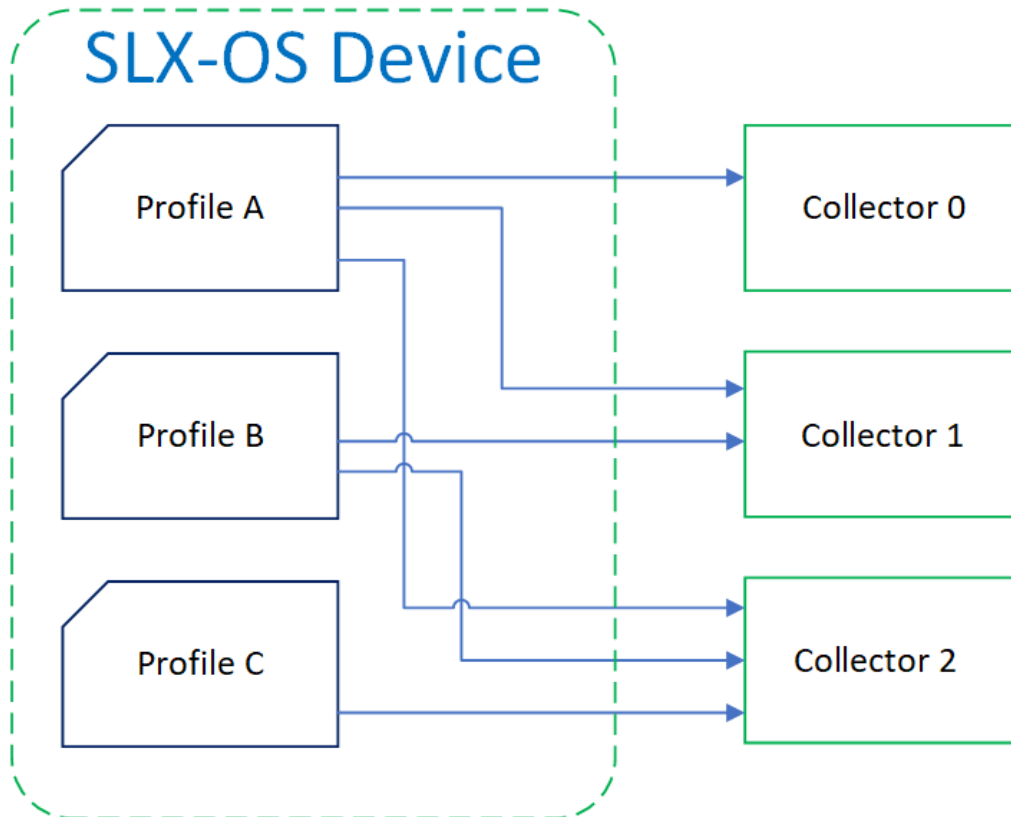 SLX-OS Device
Profile A
Collector 0
Profile B
Collector 1
Profile C
Collector 2